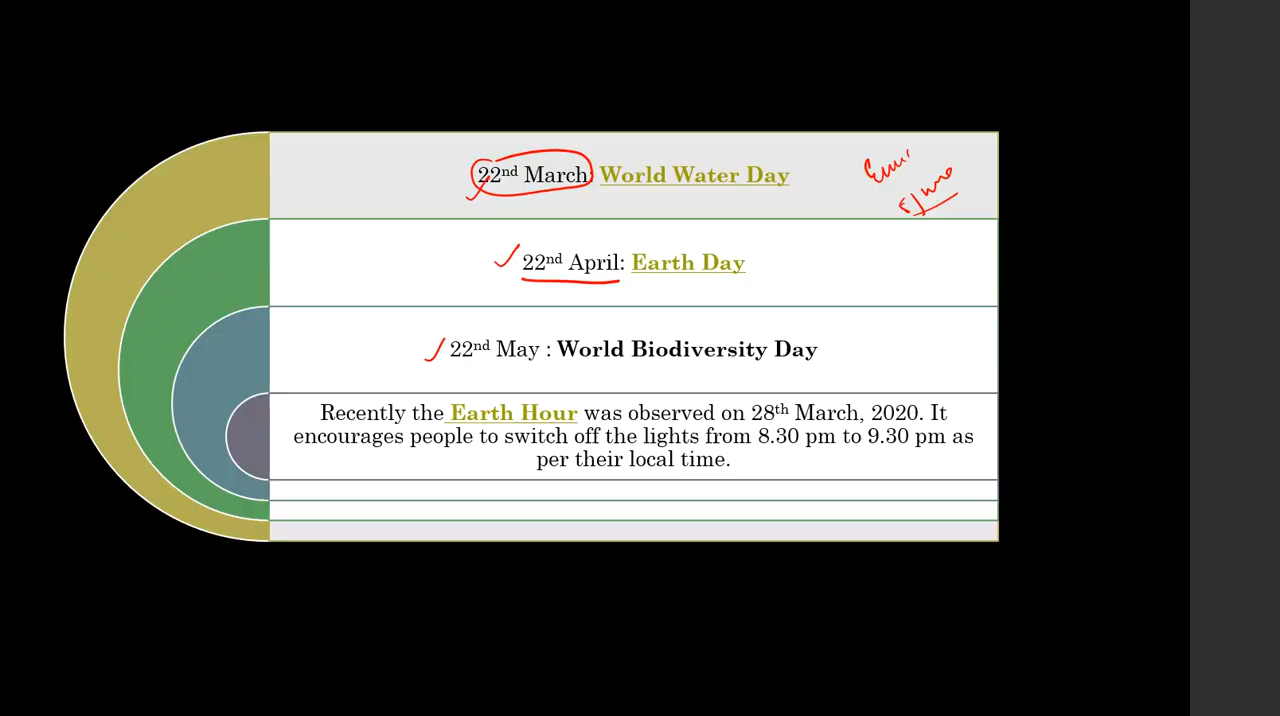 22nd March: World Water Day
22nd April: Earth Day
22nd May : World Biodiversity Day
Recently the Earth Hour was observed on 28th March, 2020. It
encourages people to switch off the lights from 8.30 pm to 9.30 pm as
per their local time.